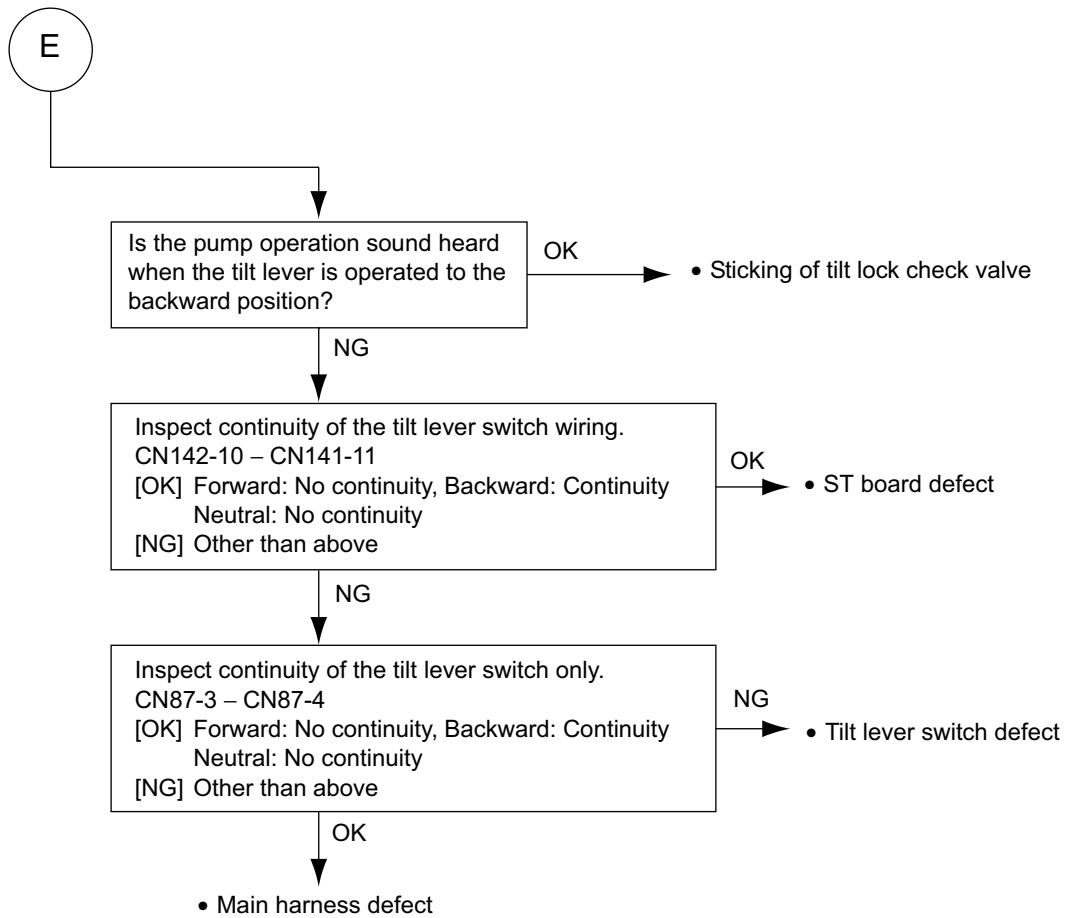 E
Is the pump operation sound heard
when the tilt lever is operated to the
backward position?
OK
• Sticking of tilt lock check valve
NG
Inspect continuity of the tilt lever switch wiring.
CN142-10 – CN141-11
[OK] Forward: No continuity, Backward: Continuity
Neutral: No continuity
[NG] Other than above
OK
• ST board defect
NG
Inspect continuity of the tilt lever switch only.
CN87-3 – CN87-4
[OK] Forward: No continuity, Backward: Continuity
Neutral: No continuity
[NG] Other than above
NG
• Tilt lever switch defect
OK
• Main harness defect